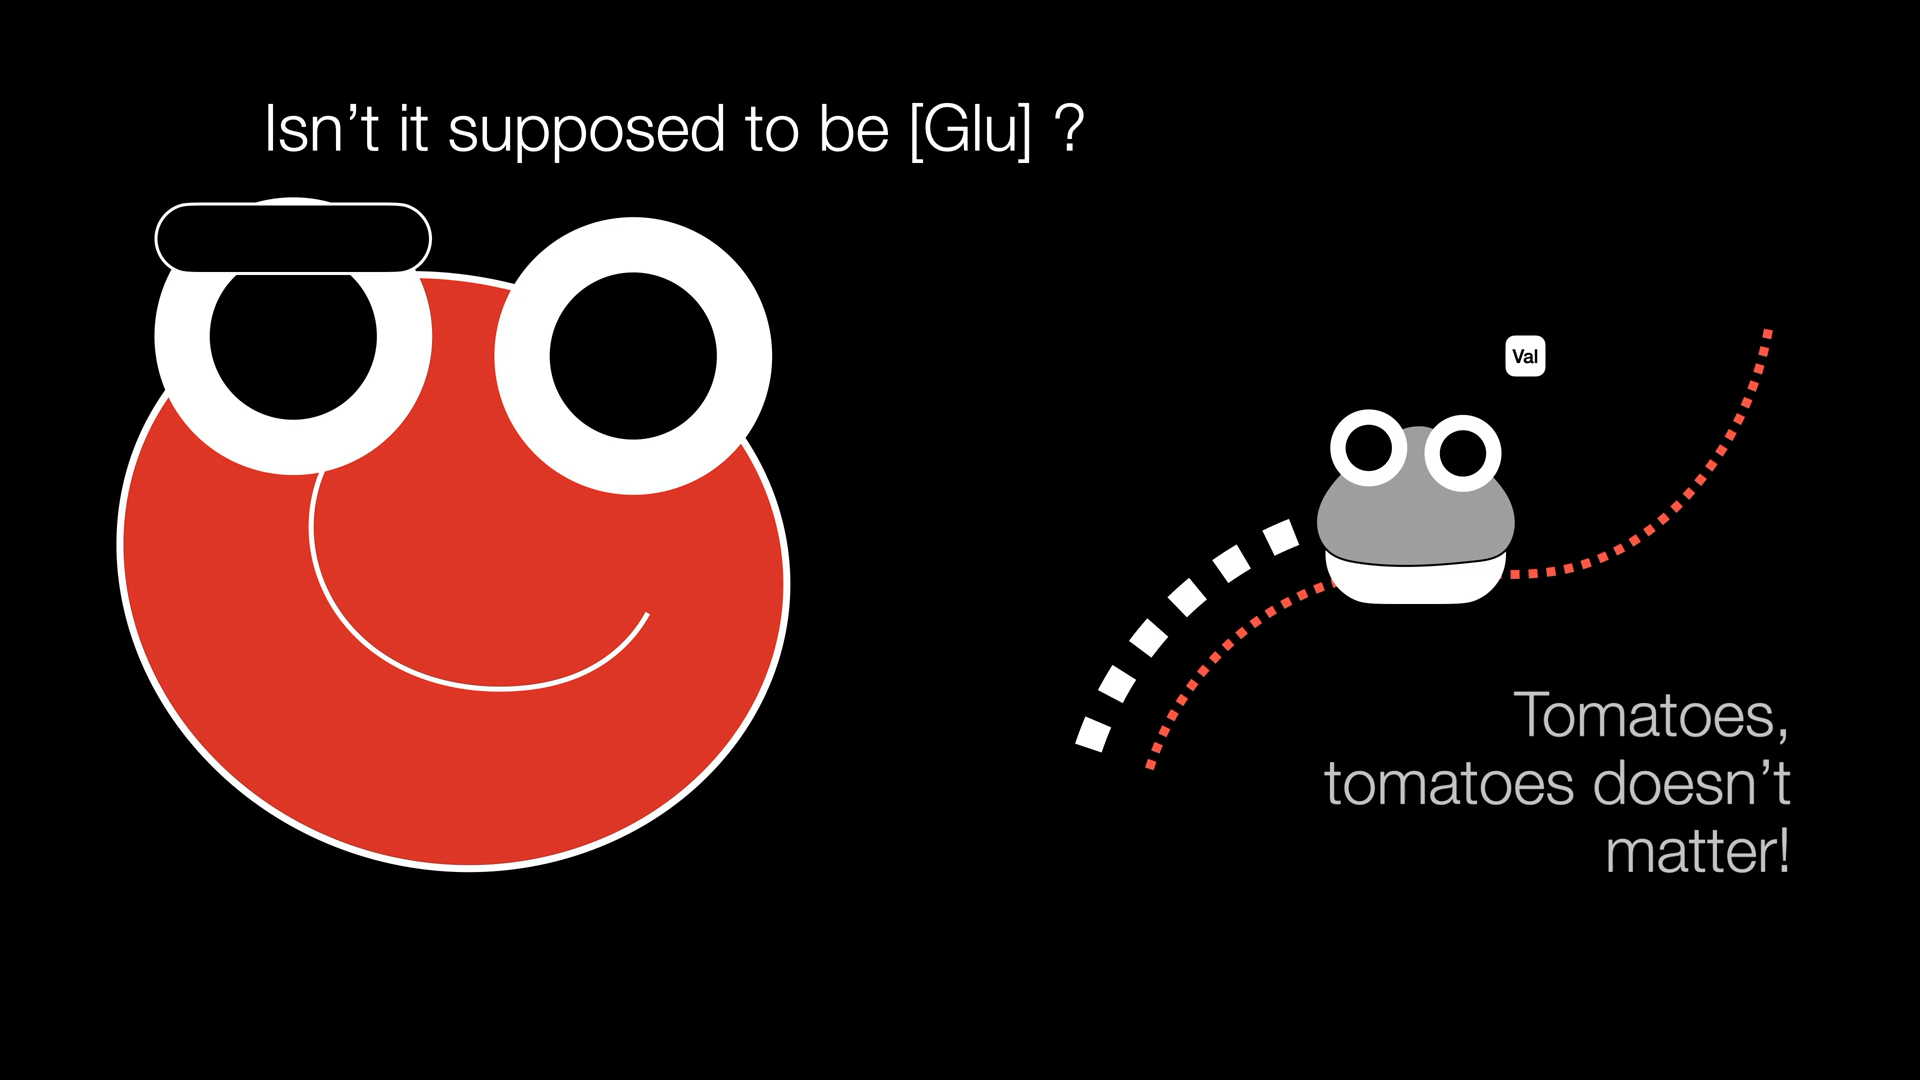 Isn’t it supposed to be [Glu] ?
Val
Tomatoes,
tomatoes doesn’t
matter!